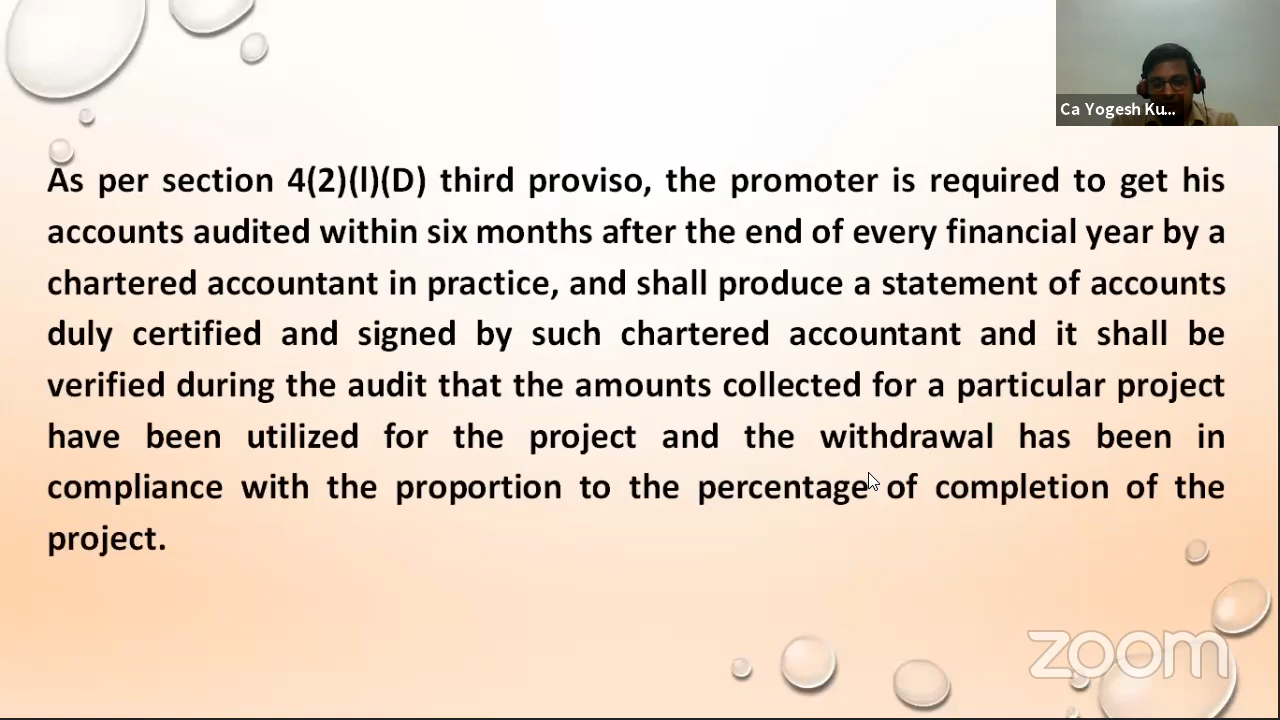 Ca Yogesh Ku...
As per section 4(2)(l)(D) third proviso, the promoter is required to get his
accounts audited within six months after the end of every financial year by a
chartered accountant in practice, and shall produce a statement of accounts
duly certified and signed by such chartered accountant and it shall be
verified during the audit that the amounts collected for a particular project
have been utilized for the project and the withdrawal has been in
compliance with the proportion to the percentage of completion of the
project.
zoom